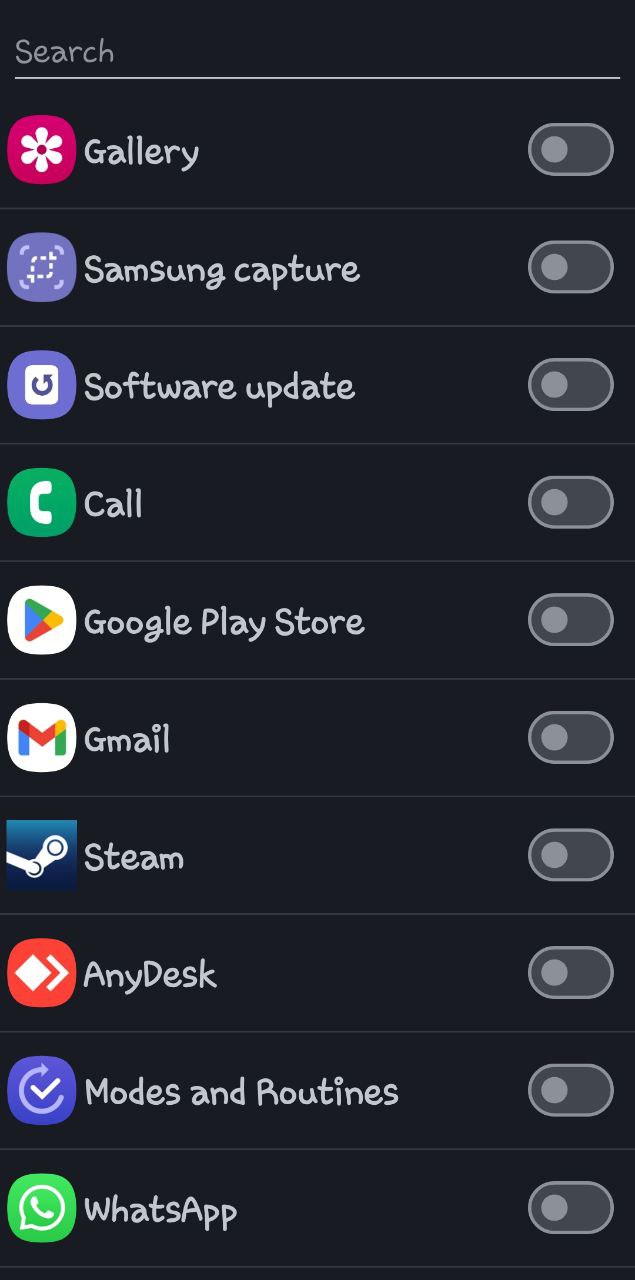 Search
Gallery
Samsung capture
Software update
Call
Google Play Store
Gmail
Steam
AnyDesk
Modes and Routines
WhatsApp